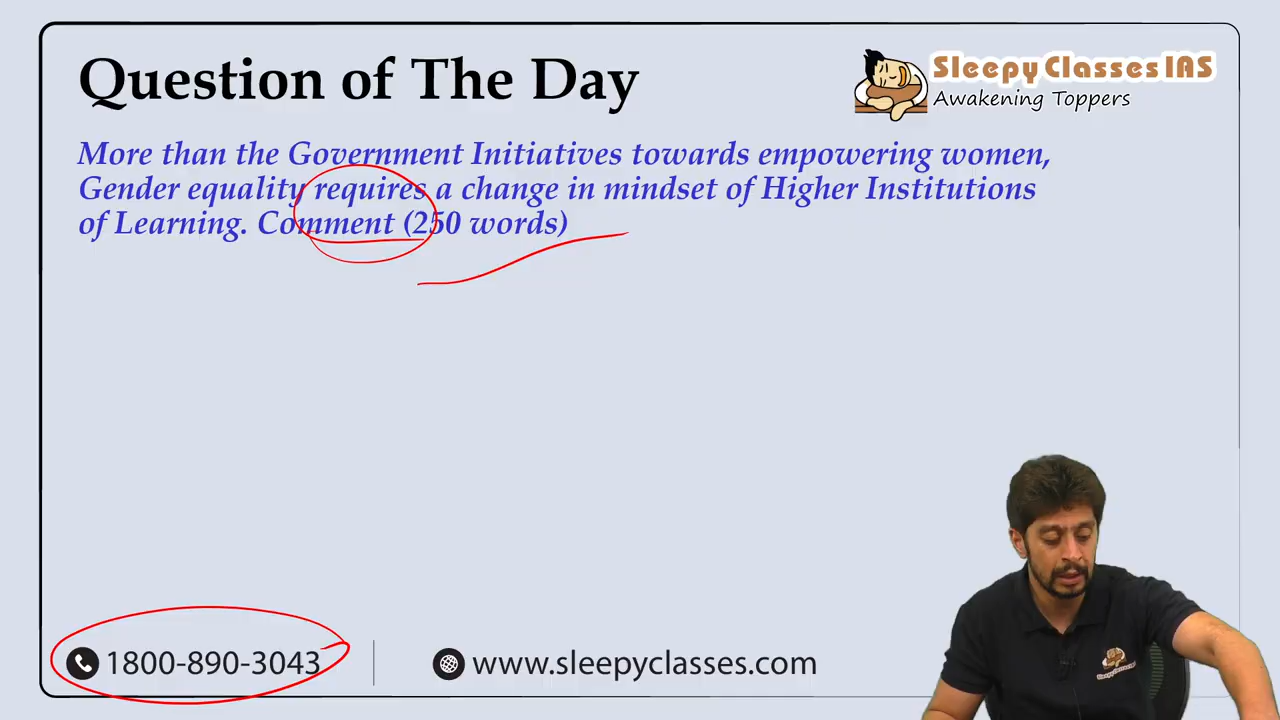 Question of The Day
Sleepy Classes IAS
Awakening Toppers
More than the Government Initiatives towards empowering women,
Gender equality requires a change in mindset of Higher Institutions
of Learning. Comment (250 words)
1800-890-3043
www.sleepyclasses.com